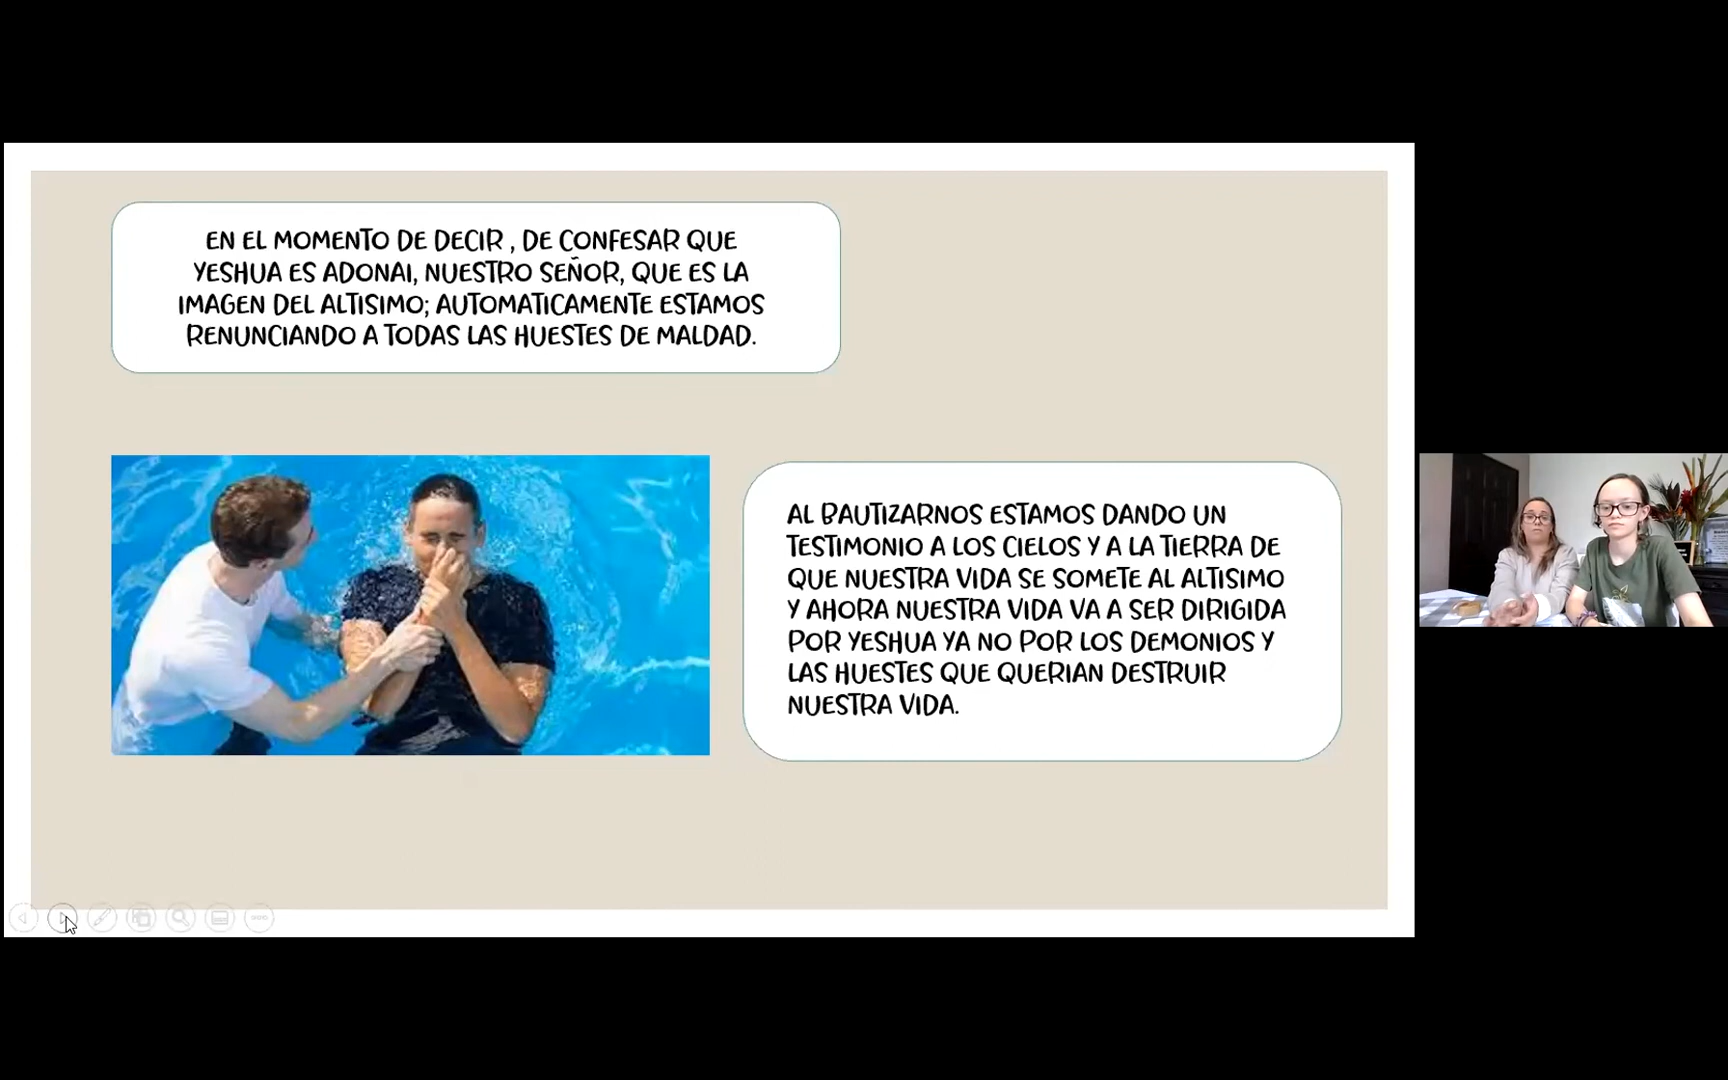 EN EL MOMENTO DE DECIR , DE CONFESAR QUE
YESHUA ES ADONAI, NUESTRO SEÑOR, QUE ES LA
IMAGEN DEL ALTISIMO; AUTOMATICAMENTE ESTAMOS
RENUNCIANDO A TODAS LAS HUESTES DE MALDAD.
AL BAUTIZARNOS ESTAMOS DANDO UN
TESTIMONIO A LOS CIELOS Y A LA TIERRA DE
QUE NUESTRA VIDA SE SOMETE AL ALTISIMO
Y AHORA NUESTRA VIDA VA A SER DIRIGIDA
POR YESHUA YA NO POR LOS DEMONIOS Y
LAS HUESTES QUE QUERIAN DESTRUIR
NUESTRA VIDA.